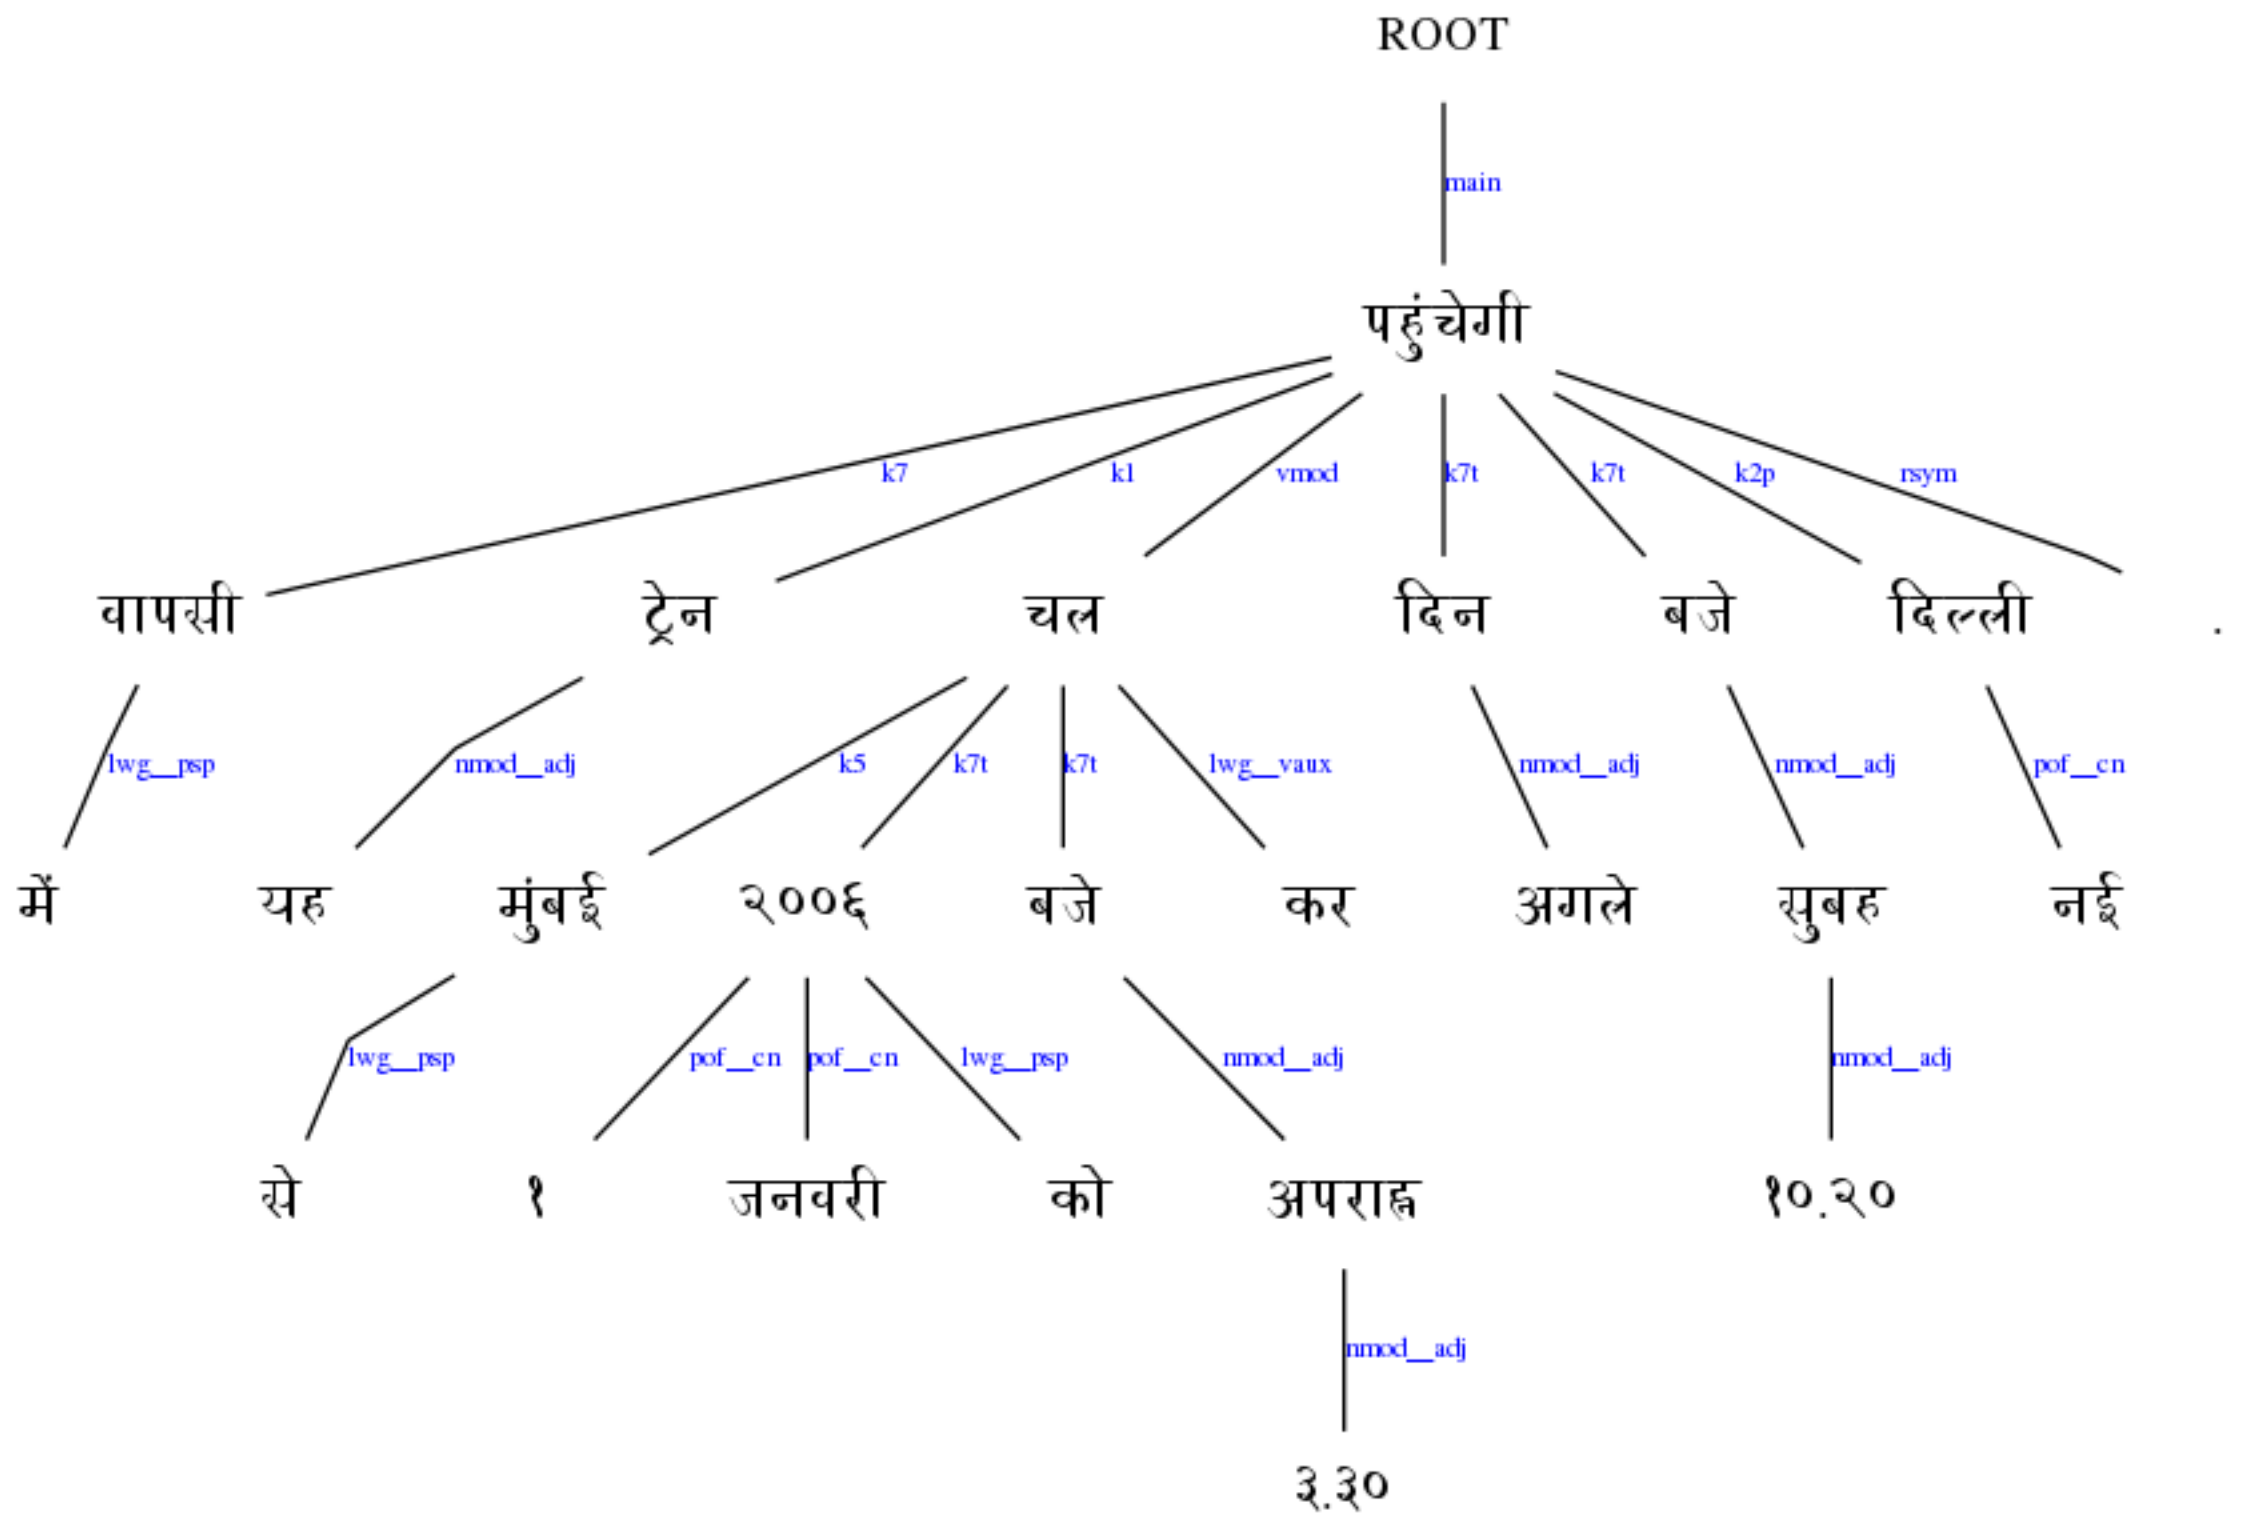 ROOT
main
पहुंचेगी
k7 k1 vmod k7t k7t k2p rsym
वापसी ट्रेन चल दिन बजे दिल्ली .
lwg__psp nmod__adj k5 k7t k7t lwg__vaux nmod__adj nmod__adj pof__cn
में यह मुंबई २००६ बजे कर अगले सुबह नई
lwg__psp pof__cn pof__cn lwg__psp nmod__adj nmod__adj
से १ जनवरी को अपराह्न १०.२०
nmod__adj
३.३०